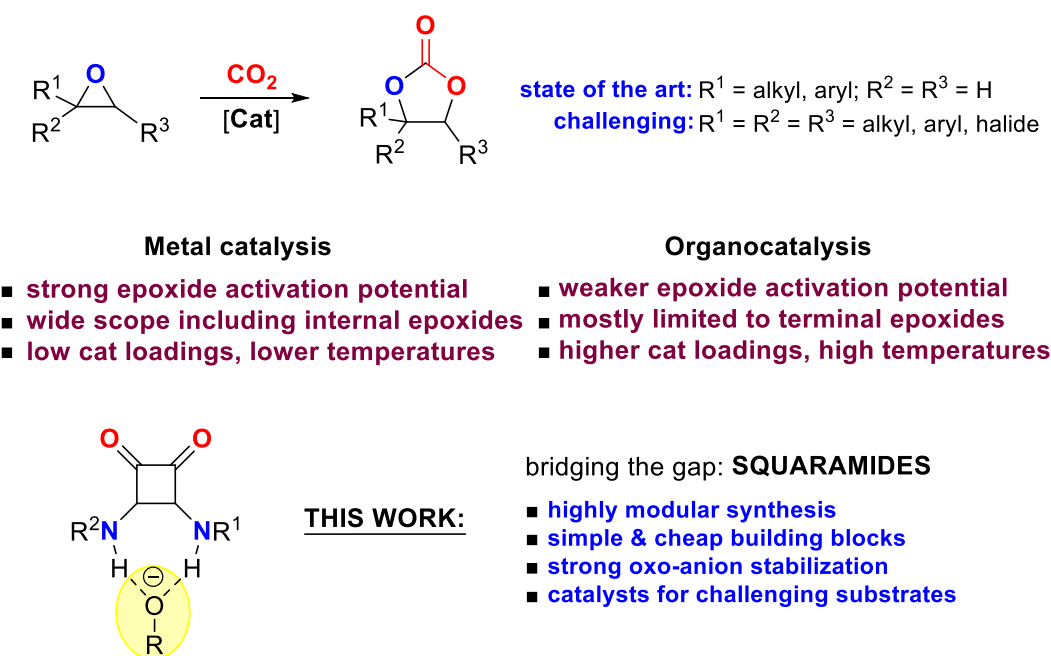 O
R¹
O
CO₂
O
O
R²
R³
[Cat]
R¹
R²
R³
state of the art: R¹ = alkyl, aryl; R² = R³ = H
challenging: R¹ = R² = R³ = alkyl, aryl, halide
Metal catalysis
■ strong epoxide activation potential
■ wide scope including internal epoxides
■ low cat loadings, lower temperatures
Organocatalysis
■ weaker epoxide activation potential
■ mostly limited to terminal epoxides
■ higher cat loadings, high temperatures
O O
R²N NR¹
H ⊖ H
O
R
THIS WORK:
bridging the gap: SQUARAMIDES
■ highly modular synthesis
■ simple & cheap building blocks
■ strong oxo-anion stabilization
■ catalysts for challenging substrates